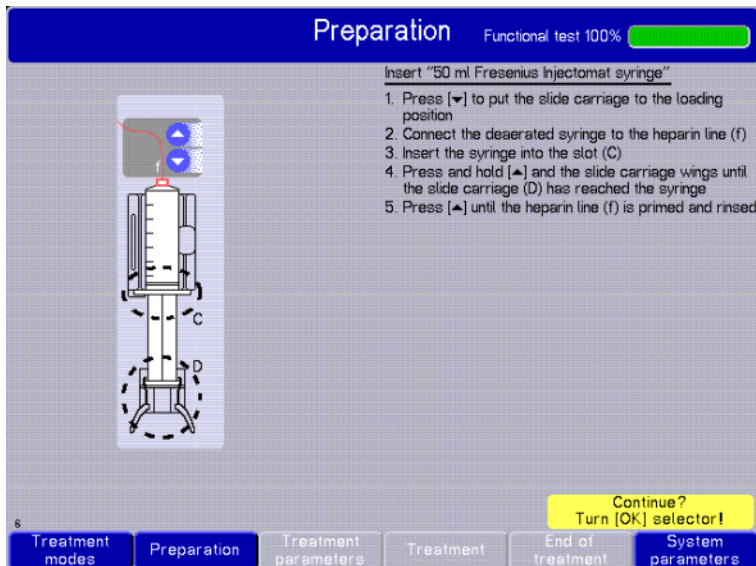 Preparation
Functional test 100%
Insert "50 ml Fresenius Injectomat syringe"
1. Press [▾] to put the slide carriage to the loading
position
2. Connect the deaerated syringe to the heparin line (f)
3. Insert the syringe into the slot (C)
4. Press and hold [▴] and the slide carriage wings until
the slide carriage (D) has reached the syringe
5. Press [▴] until the heparin line (f) is primed and rinsed
f
C
D
Continue?
Turn [OK] selector!
6
Treatment
modes
Preparation
Treatment
parameters
Treatment
End of
treatment
System
parameters